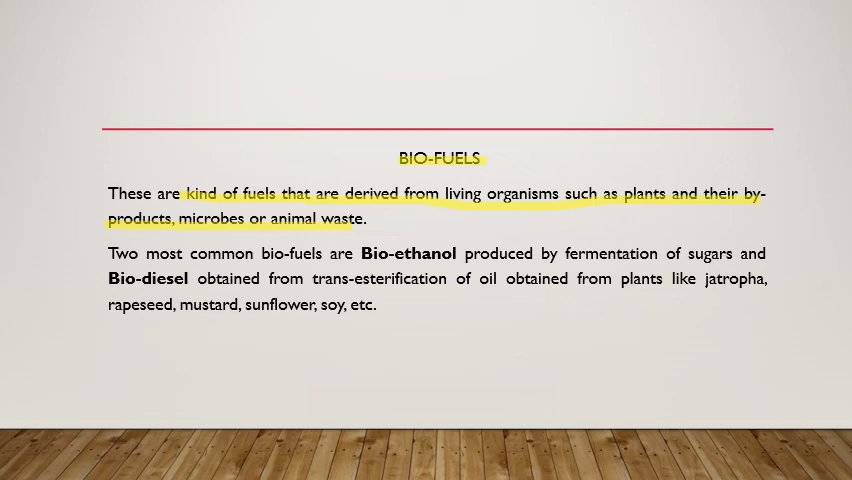 BIO-FUELS
These are kind of fuels that are derived from living organisms such as plants and their by-
products, microbes or animal waste.
Two most common bio-fuels are Bio-ethanol produced by fermentation of sugars and
Bio-diesel obtained from trans-esterification of oil obtained from plants like jatropha,
rapeseed, mustard, sunflower, soy, etc.